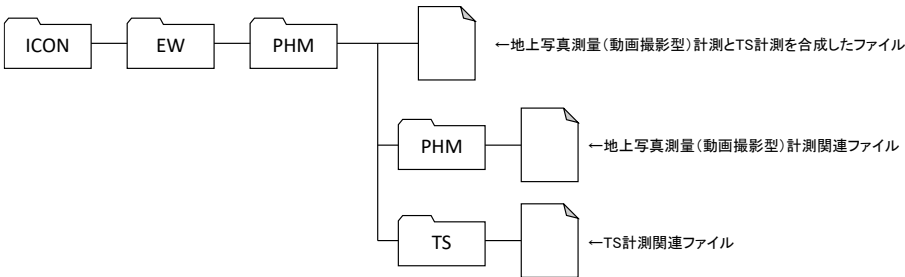 ICON
EW
PHM
←地上写真測量(動画撮影型)計測とTS計測を合成したファイル
PHM
←地上写真測量(動画撮影型)計測関連ファイル
TS
←TS計測関連ファイル